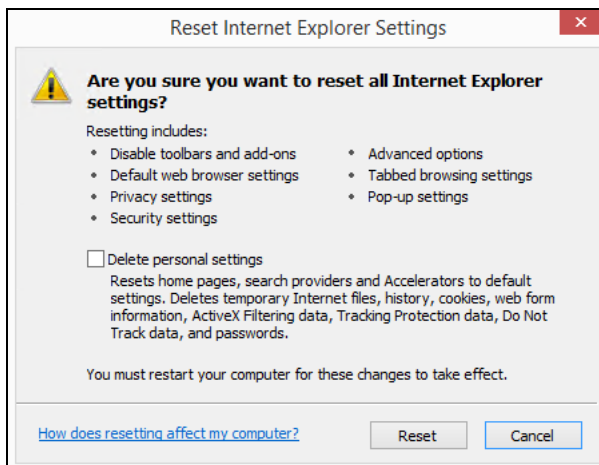 Reset Internet Explorer Settings
Are you sure you want to reset all Internet Explorer
settings?
Resetting includes:
• Disable toolbars and add-ons
• Default web browser settings
• Privacy settings
• Security settings
• Advanced options
• Tabbed browsing settings
• Pop-up settings
Delete personal settings
Resets home pages, search providers and Accelerators to default
settings. Deletes temporary Internet files, history, cookies, web form
information, ActiveX Filtering data, Tracking Protection data, Do Not
Track data, and passwords.
You must restart your computer for these changes to take effect.
How does resetting affect my computer?
Reset
Cancel